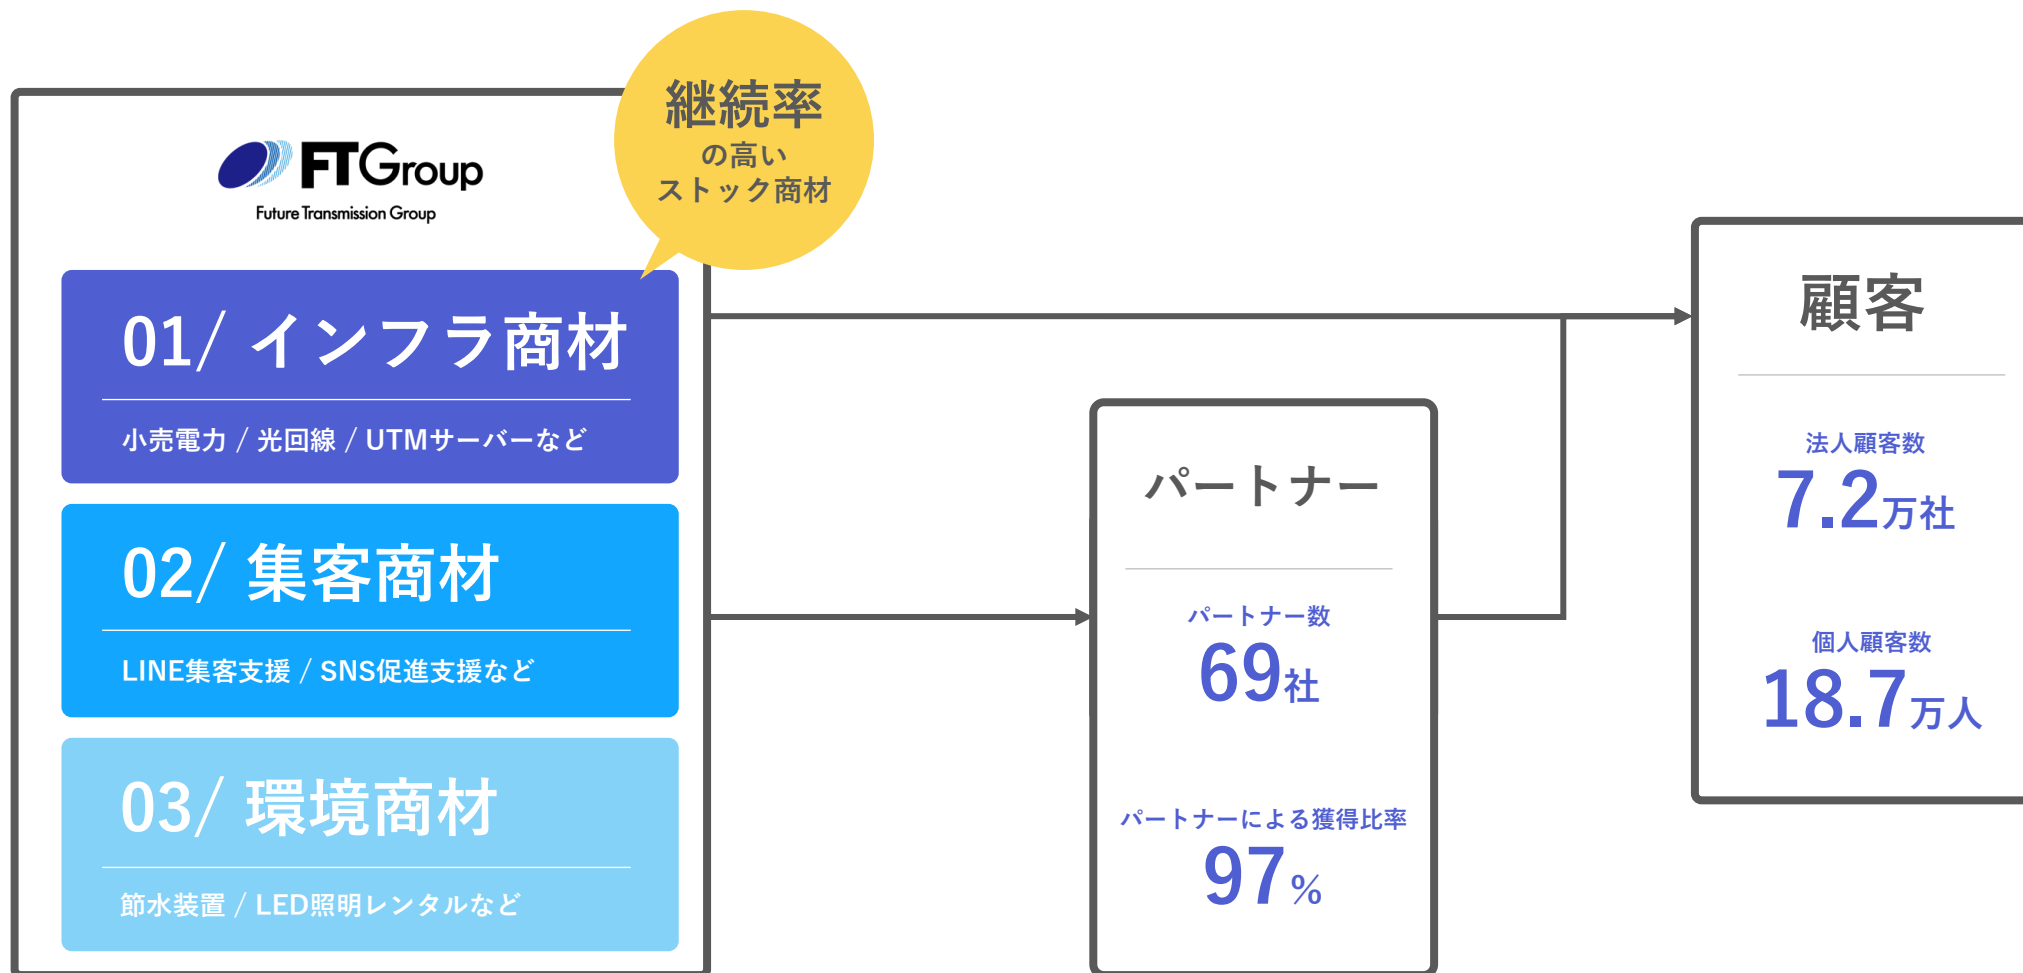 継続率
の高い
ストック商材
FTGroup
Future Transmission Group
01/ インフラ商材
小売電力 / 光回線 / UTMサーバーなど
02/ 集客商材
LINE集客支援 / SNS促進支援など
03/ 環境商材
節水装置 / LED照明レンタルなど
パートナー
パートナー数
69社
パートナーによる獲得比率
97%
顧客
法人顧客数
7.2万社
個人顧客数
18.7万人